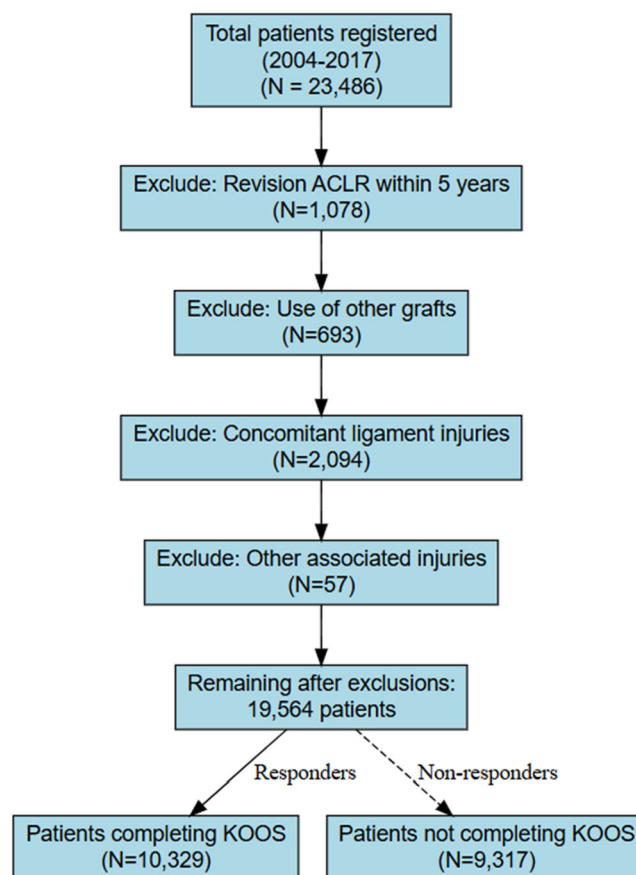 Total patients registered
(2004-2017)
(N = 23,486)
Exclude: Revision ACLR within 5 years
(N=1,078)
Exclude: Use of other grafts
(N=693)
Exclude: Concomitant ligament injuries
(N=2,094)
Exclude: Other associated injuries
(N=57)
Remaining after exclusions:
19,564 patients
Responders
Non-responders
Patients completing KOOS
(N=10,329)
Patients not completing KOOS
(N=9,317)